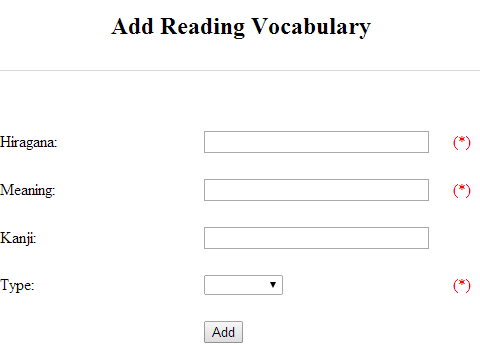 Add Reading Vocabulary
Hiragana: (*)
Meaning: (*)
Kanji:
Type: (*)
Add